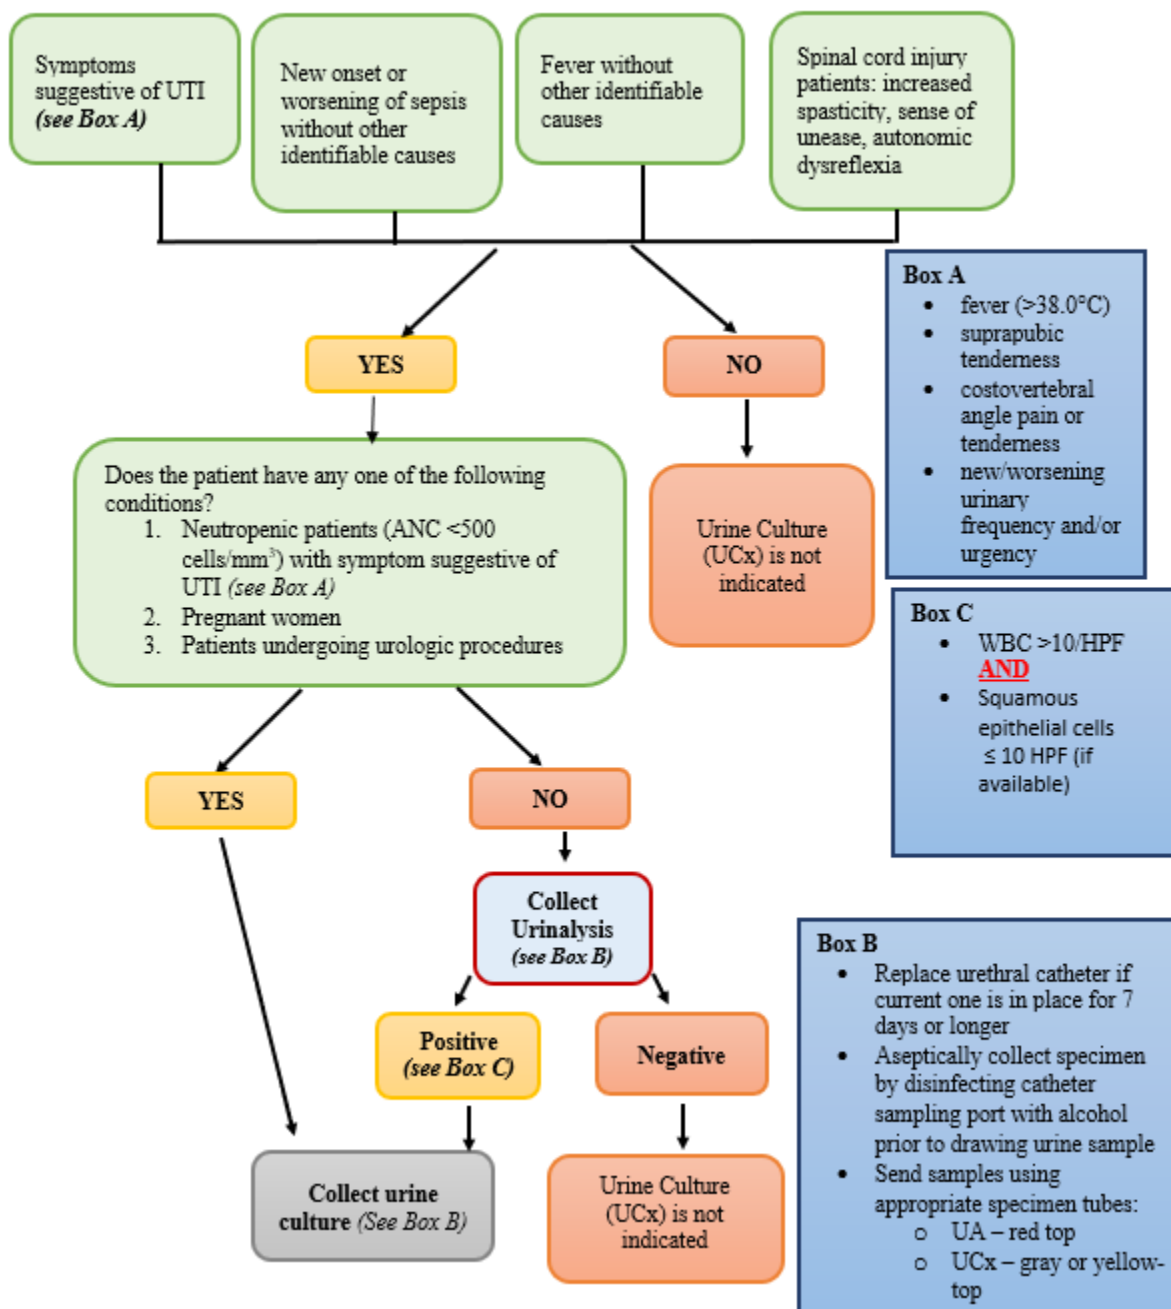 Symptoms
suggestive of UTI
(see Box A)
New onset or
worsening of sepsis
without other
identifiable causes
Fever without
other identifiable
causes
Spinal cord injury
patients: increased
spasticity, sense of
unease, autonomic
dysreflexia
YES
NO
Box A
• fever (>38.0°C)
• suprapubic
tenderness
• costovertebral
angle pain or
tenderness
• new/worsening
urinary
frequency and/or
urgency
Does the patient have any one of the following
conditions?
1. Neutropenic patients (ANC <500
cells/mm³) with symptom suggestive of
UTI (see Box A)
2. Pregnant women
3. Patients undergoing urologic procedures
Urine Culture
(UCx) is not
indicated
Box C
• WBC >10/HPF
AND
• Squamous
epithelial cells
≤ 10 HPF (if
available)
YES
NO
Collect
Urinalysis
(see Box B)
Positive
(see Box C)
Negative
Collect urine
culture (See Box B)
Urine Culture
(UCx) is not
indicated
Box B
• Replace urethral catheter if
current one is in place for 7
days or longer
• Aseptically collect specimen
by disinfecting catheter
sampling port with alcohol
prior to drawing urine sample
• Send samples using
appropriate specimen tubes:
o UA – red top
o UCx – gray or yellow-
top